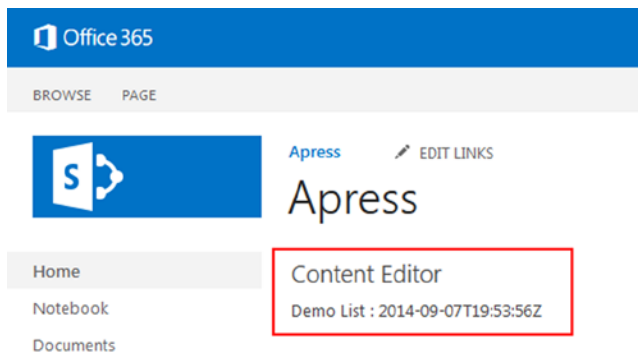 Office 365
BROWSE PAGE
S
Apress EDIT LINKS
Apress
Home
Notebook
Documents
Content Editor
Demo List : 2014-09-07T19:53:56Z